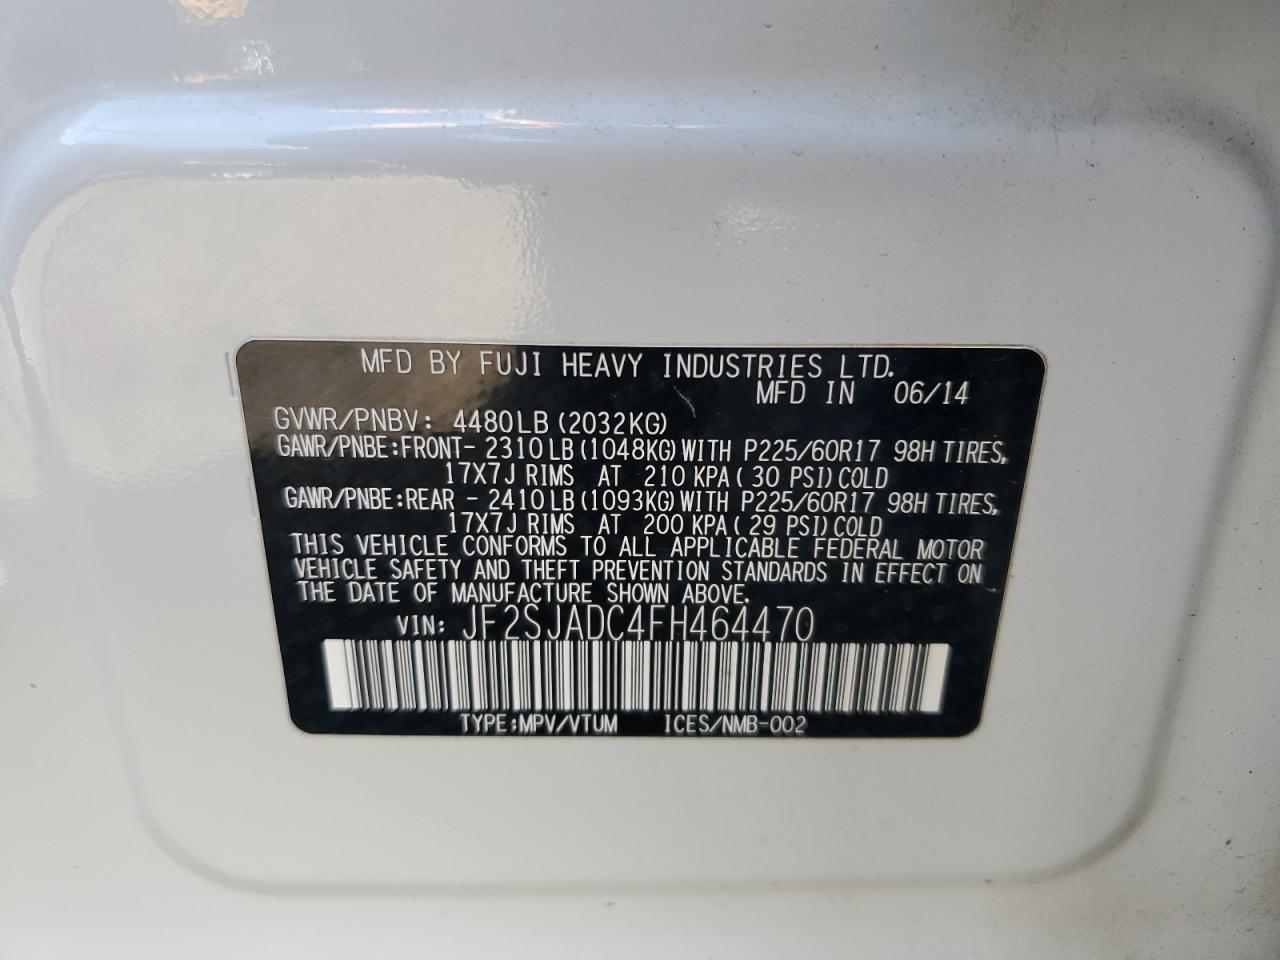 MFD BY FUJI HEAVY INDUSTRIES LTD.
MFD IN 06/14
GVWR/PNBV: 4480LB (2032KG)
GAWR/PNBE:FRONT- 2310LB (1048KG) WITH P225/60R17 98H TIRES,
17X7J RIMS AT 210 KPA ( 30 PSI) COLD
GAWR/PNBE:REAR - 2410LB (1093KG) WITH P225/60R17 98H TIRES,
17X7J RIMS AT 200 KPA ( 29 PSI) COLD
THIS VEHICLE CONFORMS TO ALL APPLICABLE FEDERAL MOTOR
VEHICLE SAFETY AND THEFT PREVENTION STANDARDS IN EFFECT ON
THE DATE OF MANUFACTURE SHOWN ABOVE.
VIN: JF2SJADC4FH464470
TYPE:MPV/VTUM ICES/NMB-002